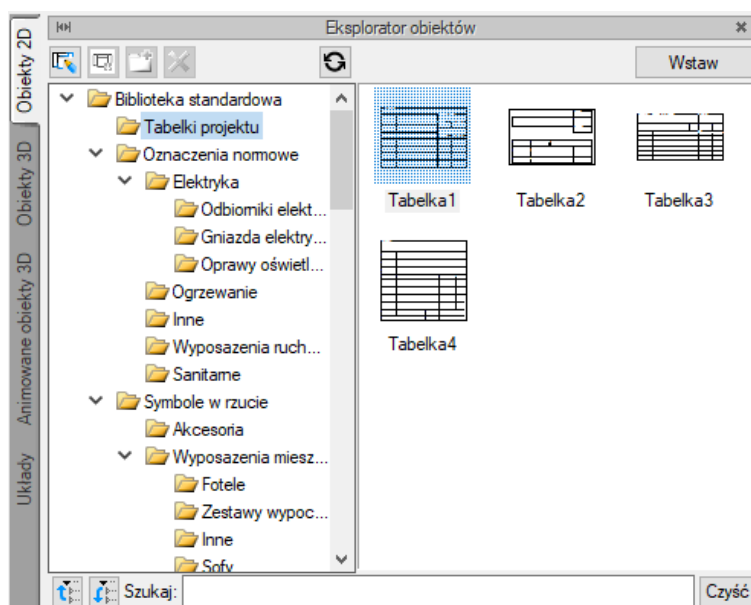 Eksplorator obiektów
Obiekty 2D
Obiekty 3D
Animowane obiekty 3D
Układy
Wstaw
Biblioteka standardowa
Tabelki projektu
Oznaczenia normowe
Elektryka
Odbiorniki elekt...
Gniazda elektry...
Oprawy oświetl...
Ogrzewanie
Inne
Wyposażenia ruch...
Sanitarne
Symbole w rzucie
Akcesoria
Wyposażenia miesz...
Fotele
Zestawy wypoc...
Inne
Sofy
Tabelka1
Tabelka2
Tabelka3
Tabelka4
Szukaj:
Czyść